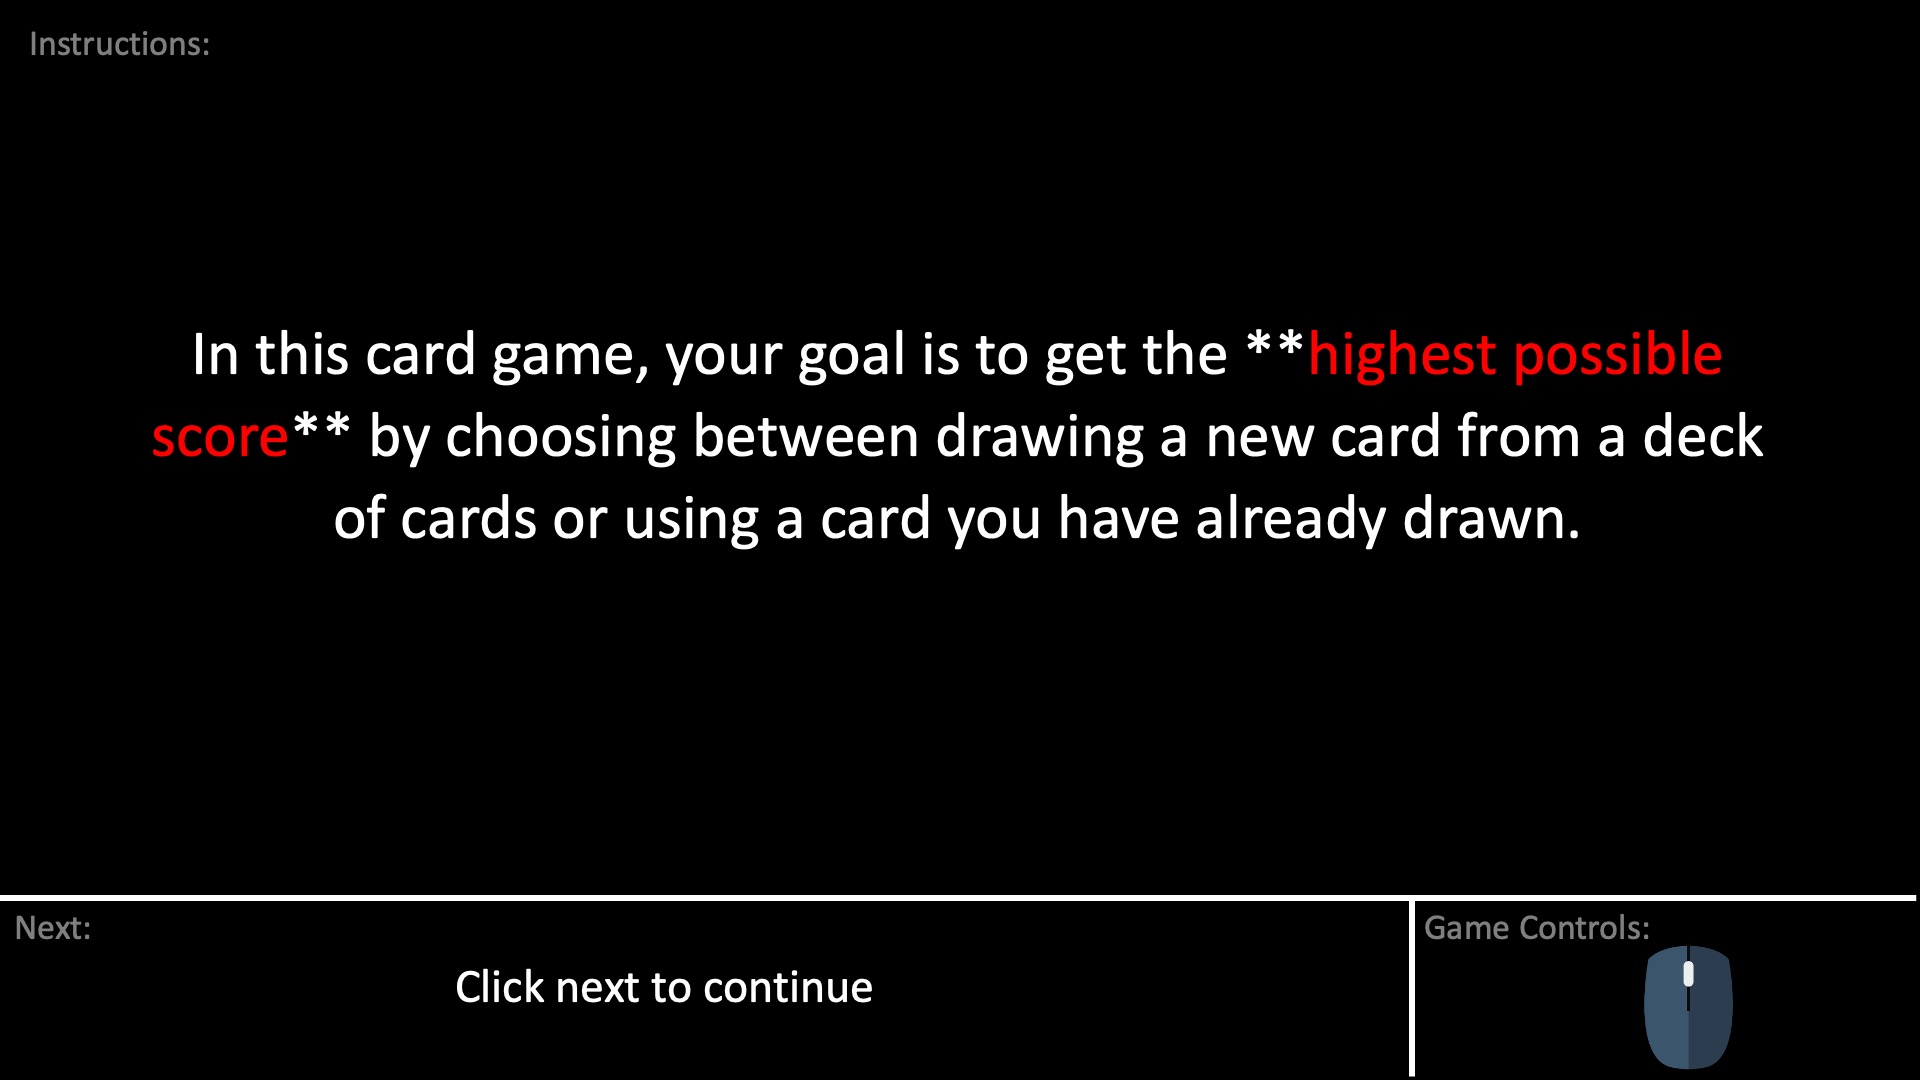 Instructions:
In this card game, your goal is to get the **highest possible
score** by choosing between drawing a new card from a deck
of cards or using a card you have already drawn.
Next:
Click next to continue
Game Controls: